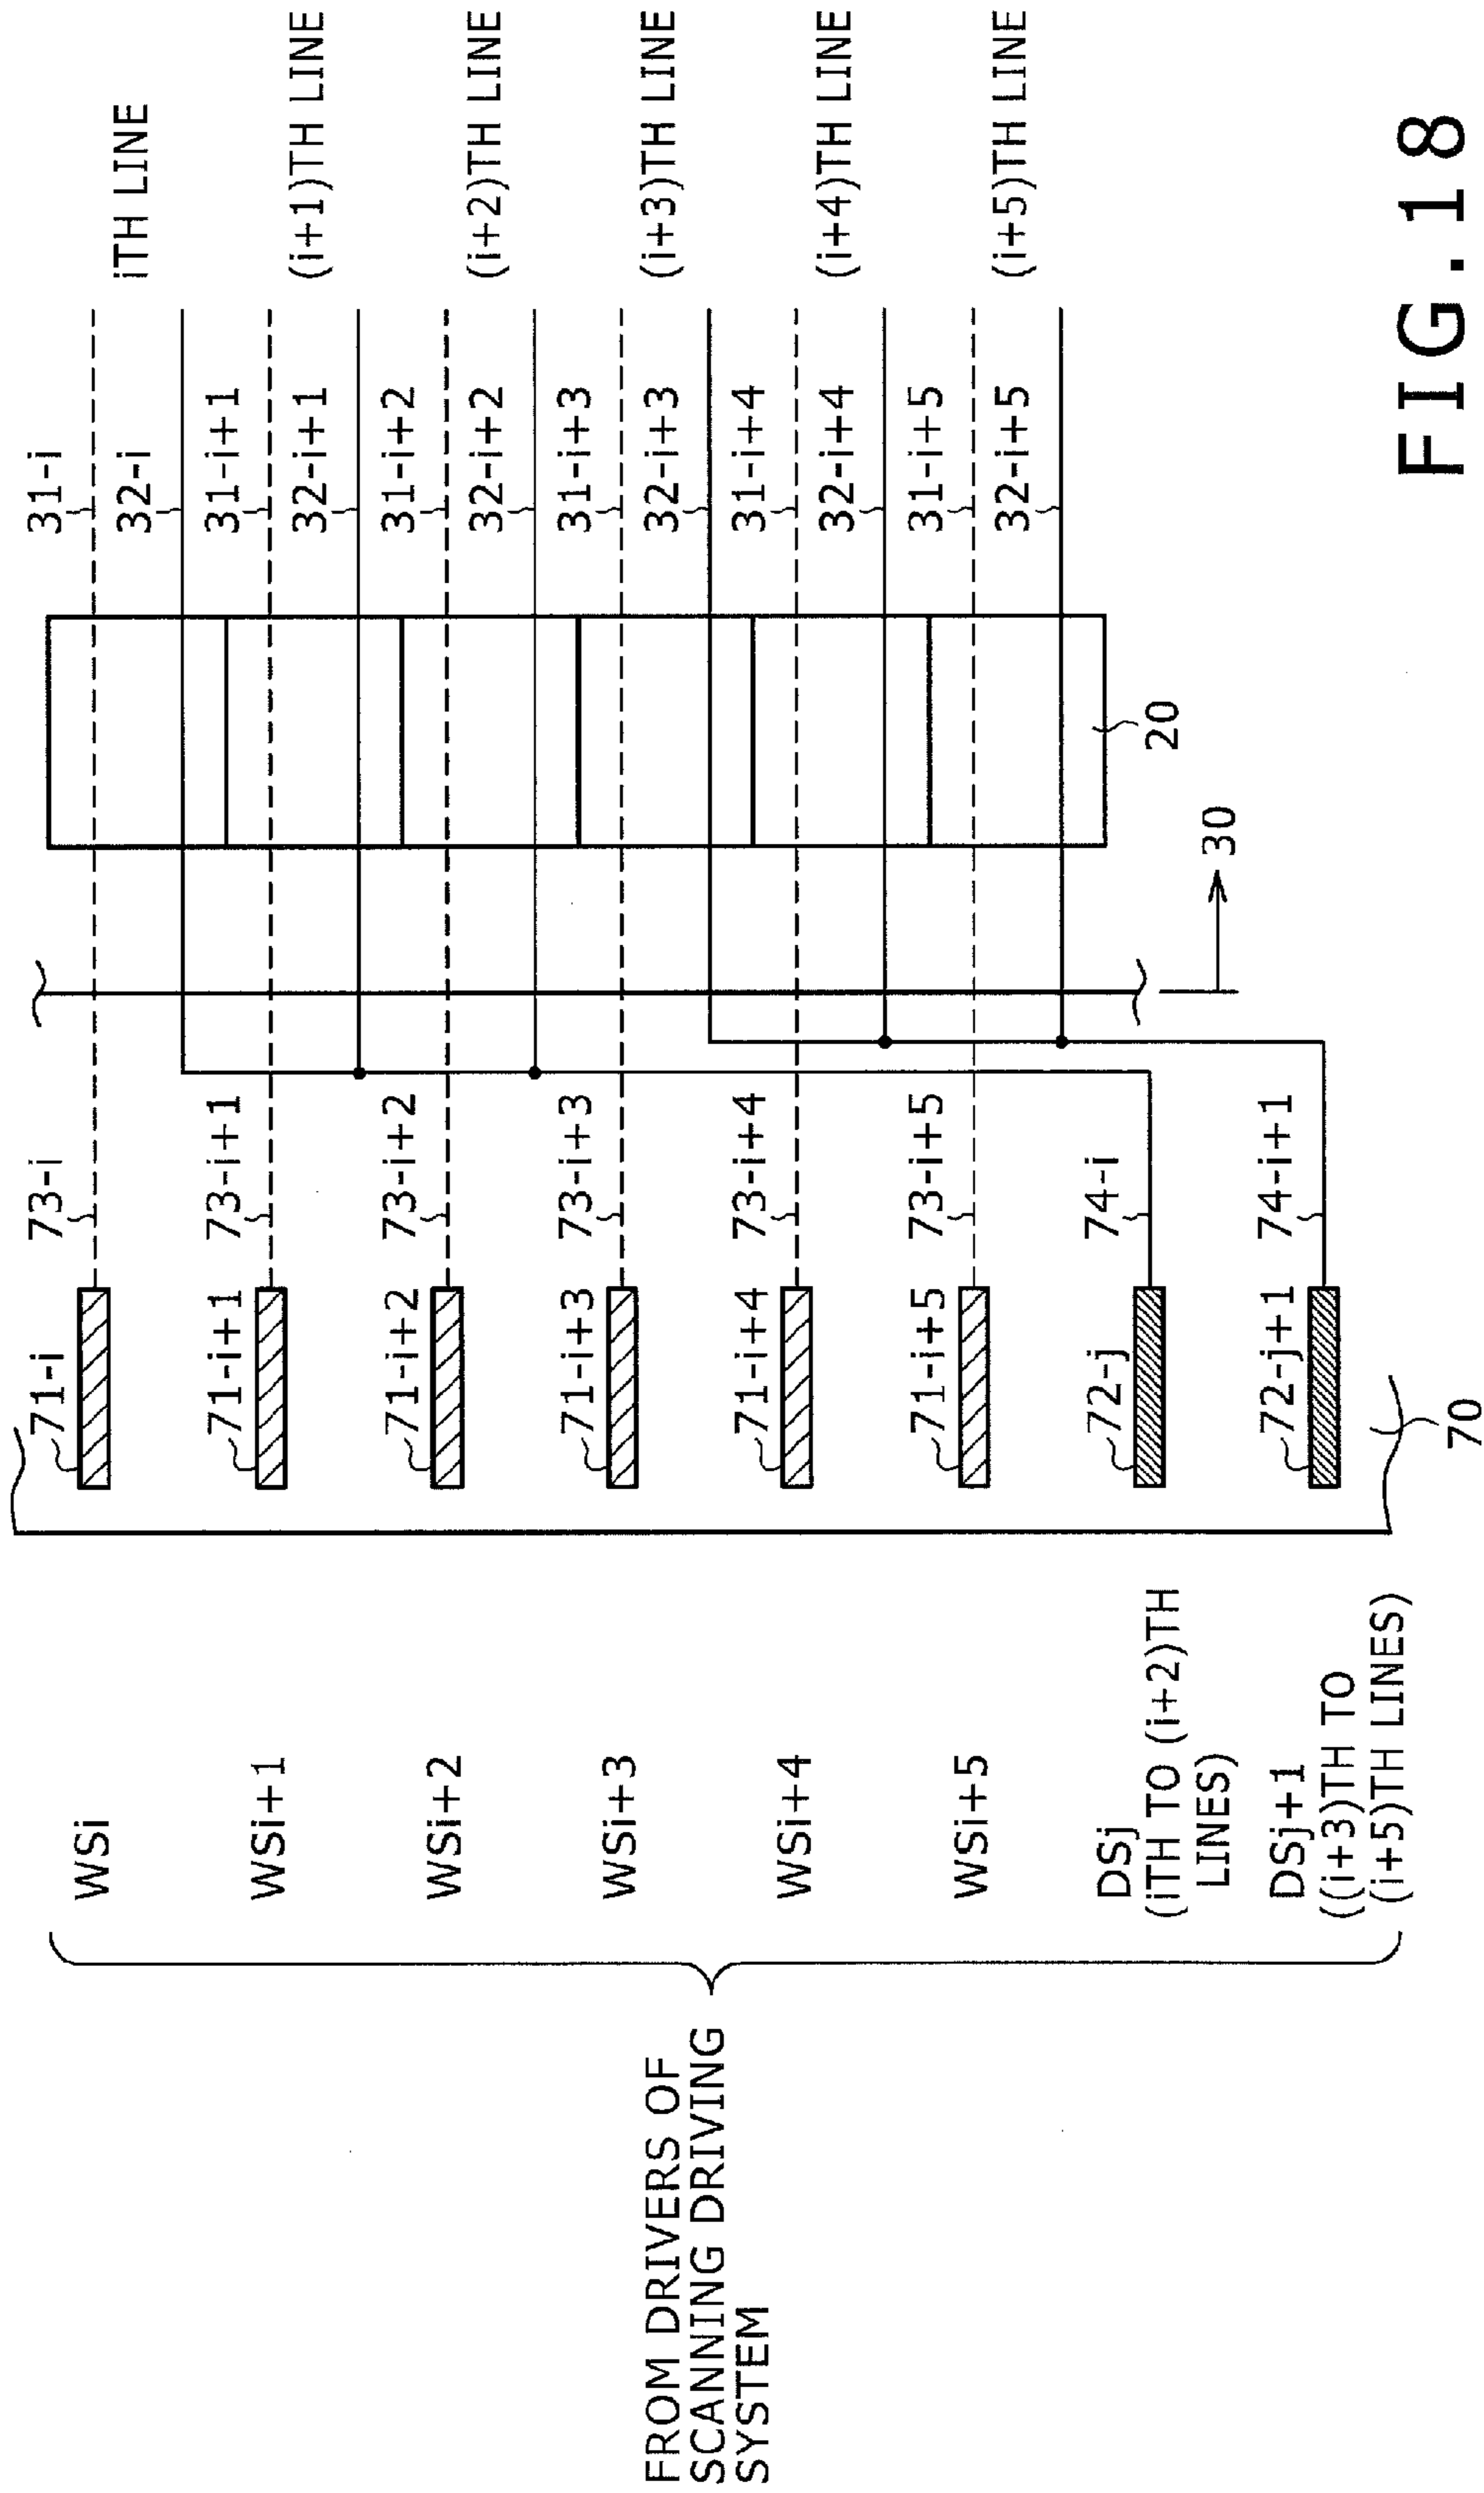 FROM DRIVERS OF
SCANNING DRIVING
SYSTEM
WSi
WSi+1
WSi+2
WSi+3
WSi+4
WSi+5
DSj
(iTH TO (i+2)TH
LINES)
DSj+1
((i+3)TH TO
(i+5)TH LINES)
71-i
71-i+1
71-i+2
71-i+3
71-i+4
71-i+5
72-j
72-j+1
70
73-i
73-i+1
73-i+2
73-i+3
73-i+4
73-i+5
74-i
74-i+1
30
20
31-i
32-i
31-i+1
32-i+1
31-i+2
32-i+2
31-i+3
32-i+3
31-i+4
32-i+4
31-i+5
32-i+5
iTH LINE
(i+1)TH LINE
(i+2)TH LINE
(i+3)TH LINE
(i+4)TH LINE
(i+5)TH LINE
FIG.18